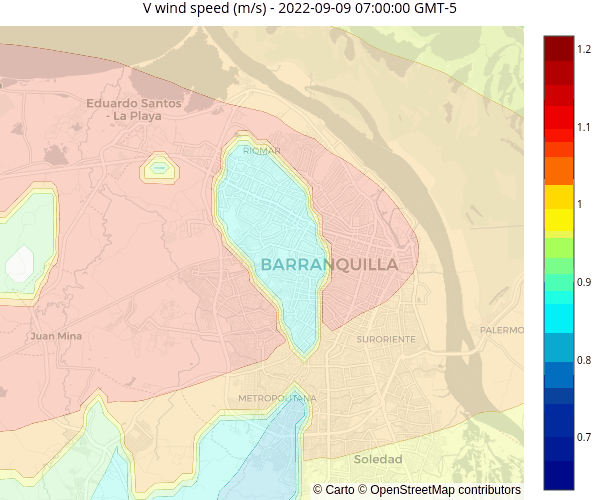 V wind speed (m/s) - 2022-09-09 07:00:00 GMT-5
1.2
Eduardo Santos
- La Playa
1.1
RIOMAR
1
BARRANQUILLA
0.9
Juan Mina
SURORIENTE
PALERMO
0.8
METROPOLITANA
0.7
Soledad
© Carto © OpenStreetMap contributors